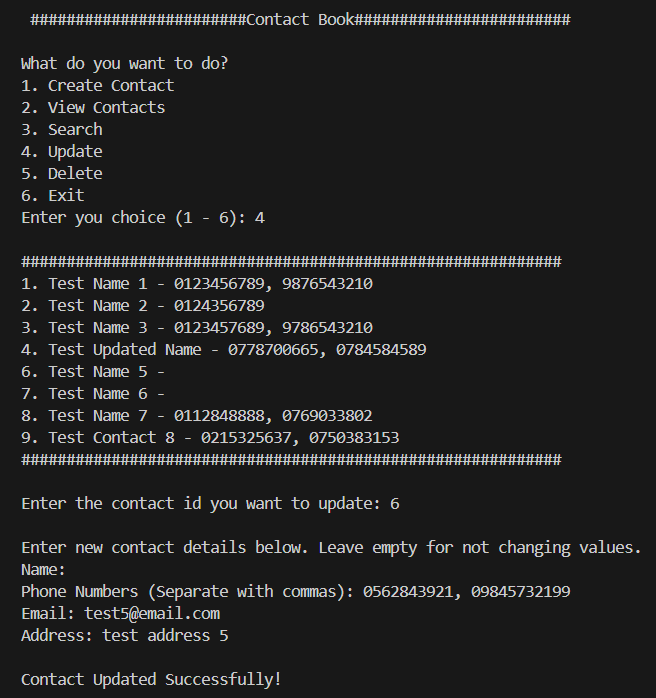 ########################Contact Book########################
What do you want to do?
1. Create Contact
2. View Contacts
3. Search
4. Update
5. Delete
6. Exit
Enter you choice (1 - 6): 4
############################################################
1. Test Name 1 - 0123456789, 9876543210
2. Test Name 2 - 0124356789
3. Test Name 3 - 0123457689, 9786543210
4. Test Updated Name - 0778700665, 0784584589
6. Test Name 5 -
7. Test Name 6 -
8. Test Name 7 - 0112848888, 0769033802
9. Test Contact 8 - 0215325637, 0750383153
############################################################
Enter the contact id you want to update: 6
Enter new contact details below. Leave empty for not changing values.
Name:
Phone Numbers (Separate with commas): 0562843921, 09845732199
Email: test5@email.com
Address: test address 5
Contact Updated Successfully!